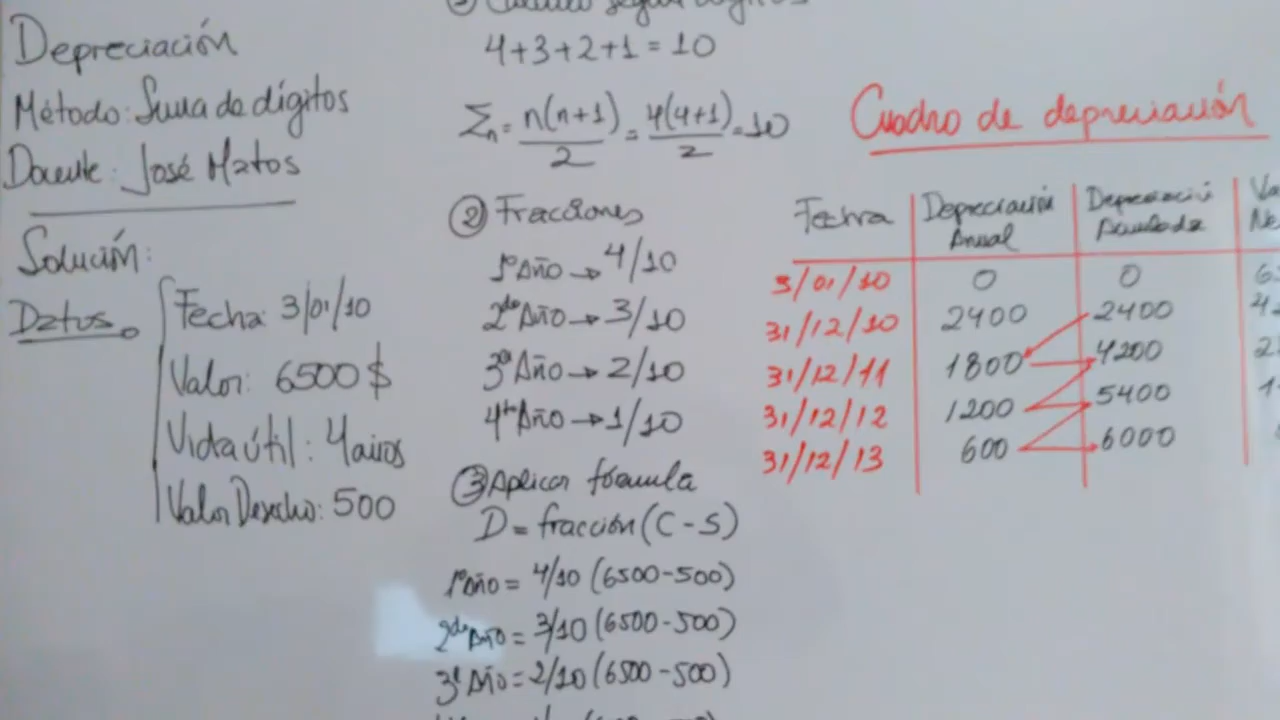 Depreciación
Método: Suma de dígitos
Docente: José Matos
Solución:
Datos.
Fecha: 3/01/10
Valor: 6500 $
Vida útil: 4 años
Valor Desecho: 500
4+3+2+1 = 10
Σn = n(n+1)/2 = 4(4+1)/2 = 10
② Fracciones
1º Año → 4/10
2do Año → 3/10
3º Año → 2/10
4to Año → 1/10
③ Aplicar fórmula
D = fracción (C - S)
1º Año = 4/10 (6500-500)
2do Año = 3/10 (6500-500)
3º Año = 2/10 (6500-500)
Cuadro de depreciación
Fecha Depreciación Anual Depreciació Acumlada
3/01/10 0 0
31/12/10 2400 2400
31/12/11 1800 4200
31/12/12 1200 5400
31/12/13 600 6000